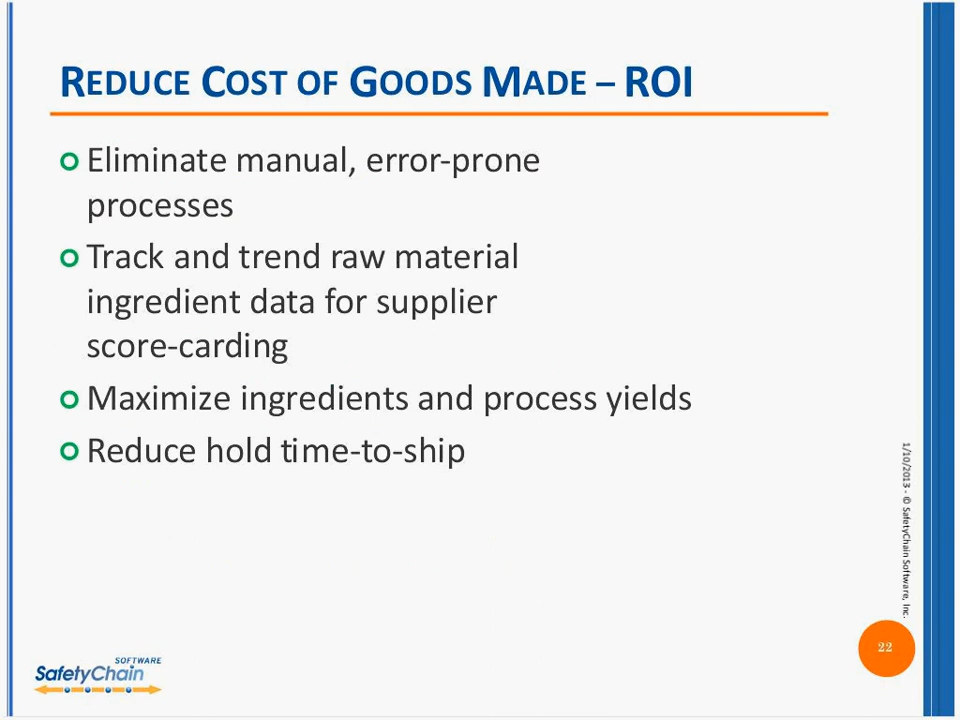 REDUCE COST OF GOODS MADE – ROI
Eliminate manual, error-prone
processes
Track and trend raw material
ingredient data for supplier
score-carding
Maximize ingredients and process yields
Reduce hold time-to-ship
1/10/2013 - © SafetyChain Software, Inc.
22
SOFTWARE
SafetyChain